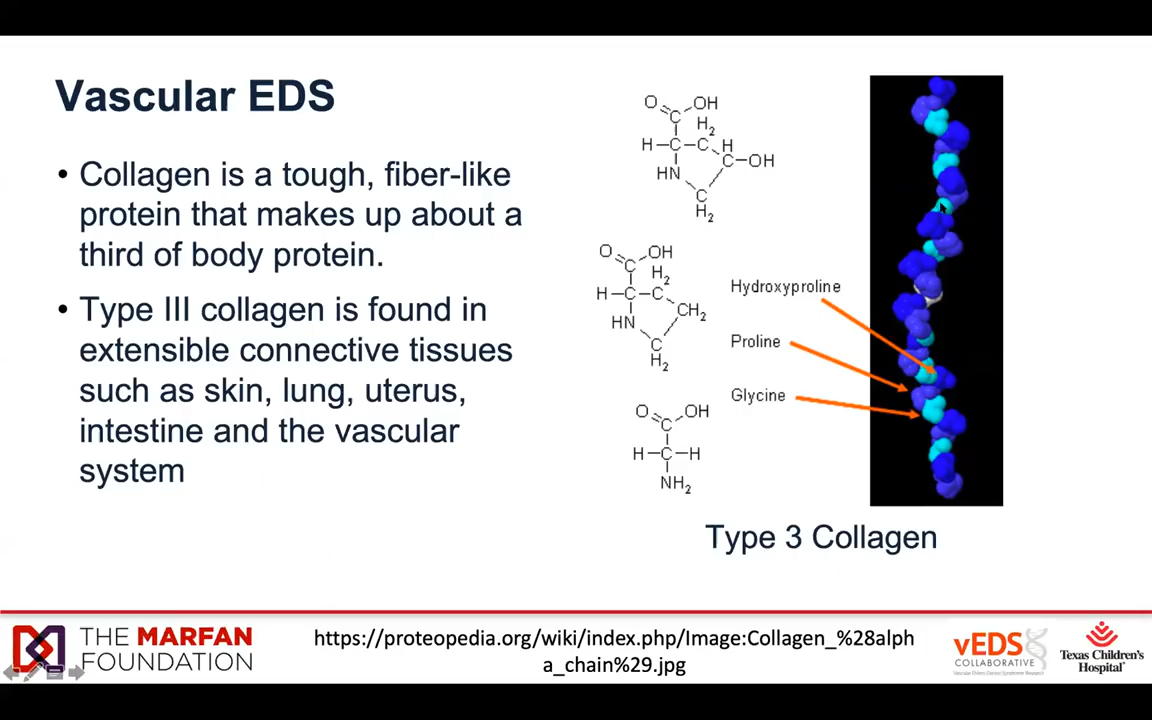 Vascular EDS
• Collagen is a tough, fiber-like
protein that makes up about a
third of body protein.
• Type III collagen is found in
extensible connective tissues
such as skin, lung, uterus,
intestine and the vascular
system
O OH
C H2
H-C-C H
HN C-OH
C
H2
O OH
C H2
H-C-C
HN CH2
C
H2
O OH
C
H-C-H
NH2
Hydroxyproline
Proline
Glycine
Type 3 Collagen
THE MARFAN
FOUNDATION
https://proteopedia.org/wiki/index.php/Image:Collagen_%28alph
a_chain%29.jpg
vEDS
COLLABORATIVE
Texas Children's
Hospital